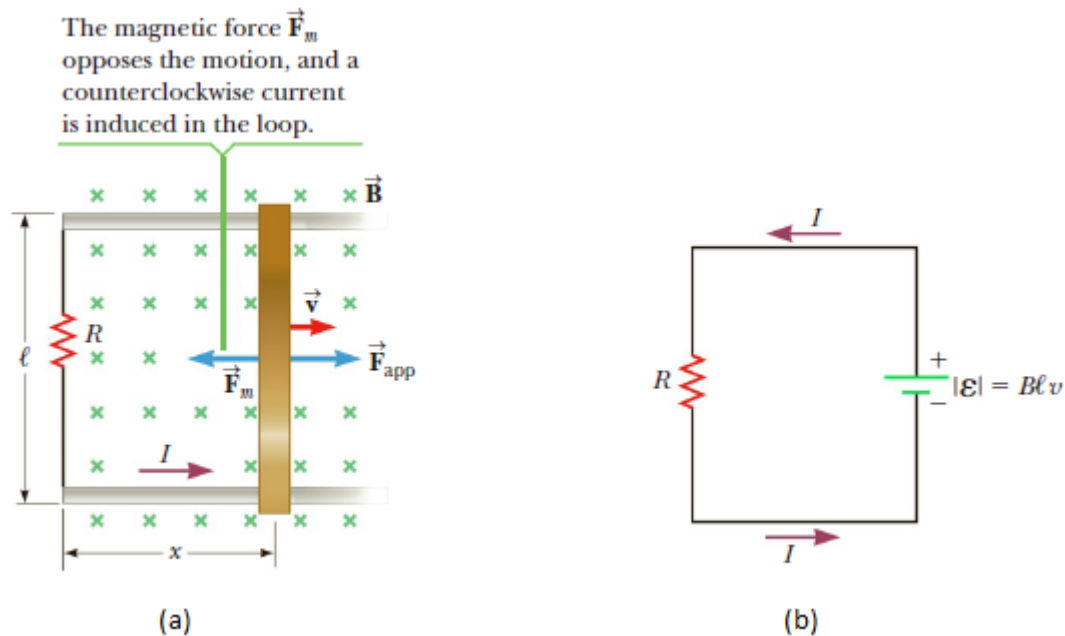 The magnetic force F⃗m
opposes the motion, and a
counterclockwise current
is induced in the loop.
B⃗
R
v⃗
ℓ
F⃗m
F⃗app
I
x
(a)
I
R
+
|ε| = Bℓv
−
I
(b)